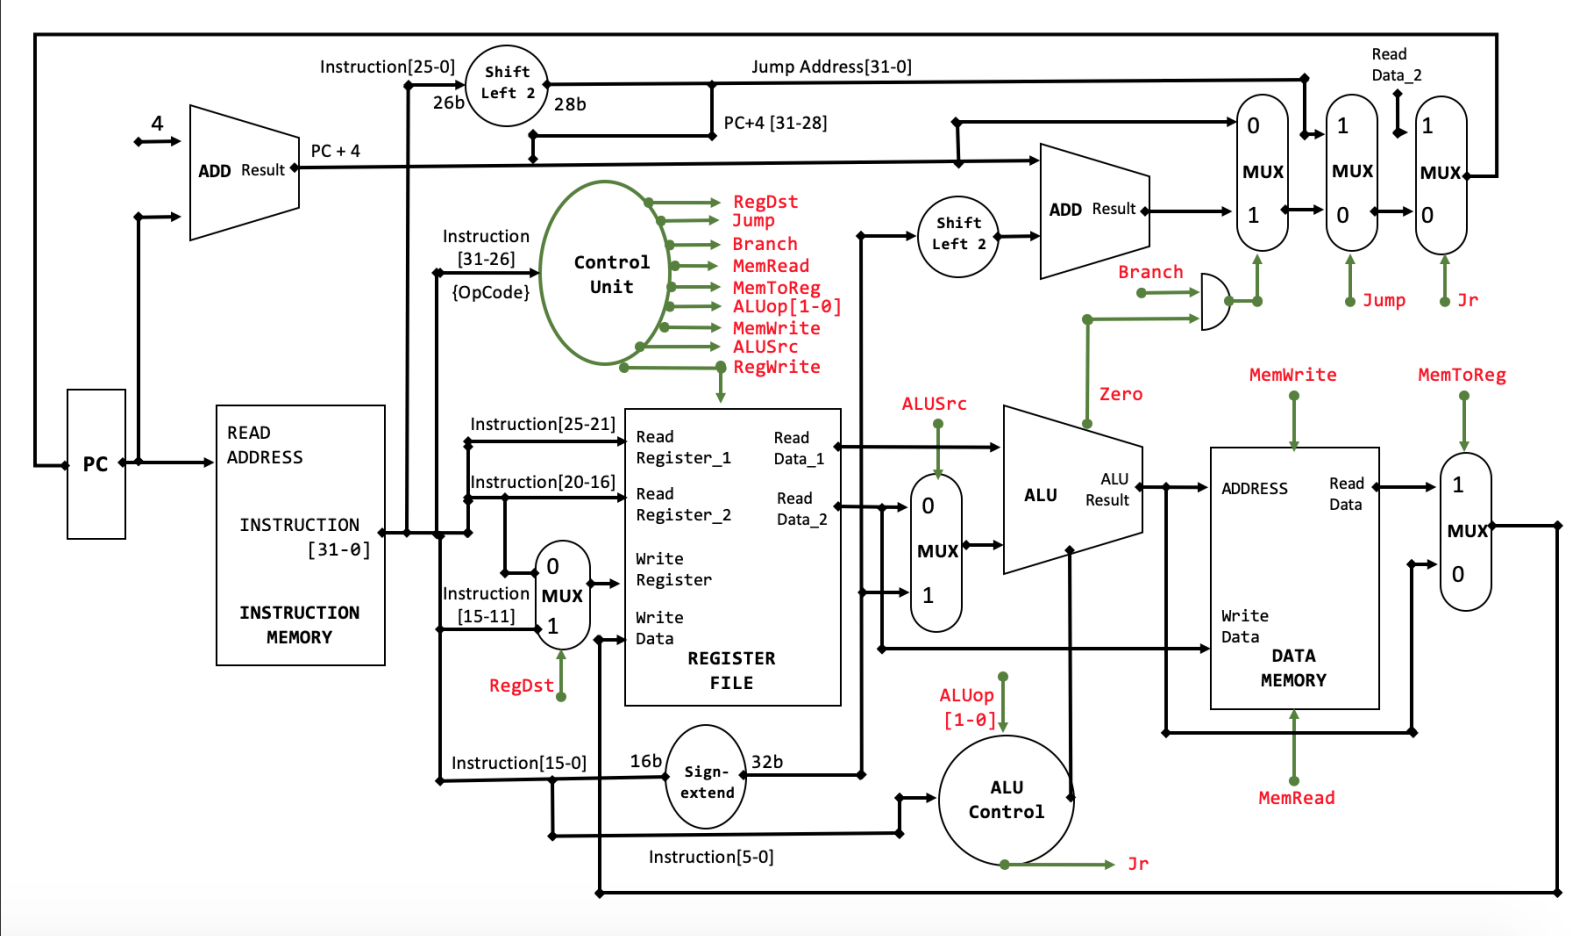 Instruction[25-0]
Shift
Left 2
26b
28b
Jump Address[31-0]
Read
Data_2
4
PC+4 [31-28]
PC + 4
ADD Result
0
MUX
1
1
MUX
0
1
MUX
0
ADD Result
Shift
Left 2
Instruction
[31-26]
{OpCode}
Control
Unit
RegDst
Jump
Branch
MemRead
MemToReg
ALUop[1-0]
MemWrite
ALUSrc
RegWrite
Branch
Jump
Jr
Zero
MemWrite
MemToReg
ALUSrc
PC
READ
ADDRESS
INSTRUCTION
[31-0]
INSTRUCTION
MEMORY
Instruction[25-21]
Instruction[20-16]
0
MUX
1
Instruction
[15-11]
RegDst
Read
Register_1
Read
Data_1
Read
Register_2
Read
Data_2
Write
Register
Write
Data
REGISTER
FILE
0
MUX
1
ALU
ALU
Result
ADDRESS
Read
Data
Write
Data
DATA
MEMORY
1
MUX
0
MemRead
ALUop
[1-0]
ALU
Control
Jr
Instruction[15-0]
16b
Sign-
extend
32b
Instruction[5-0]